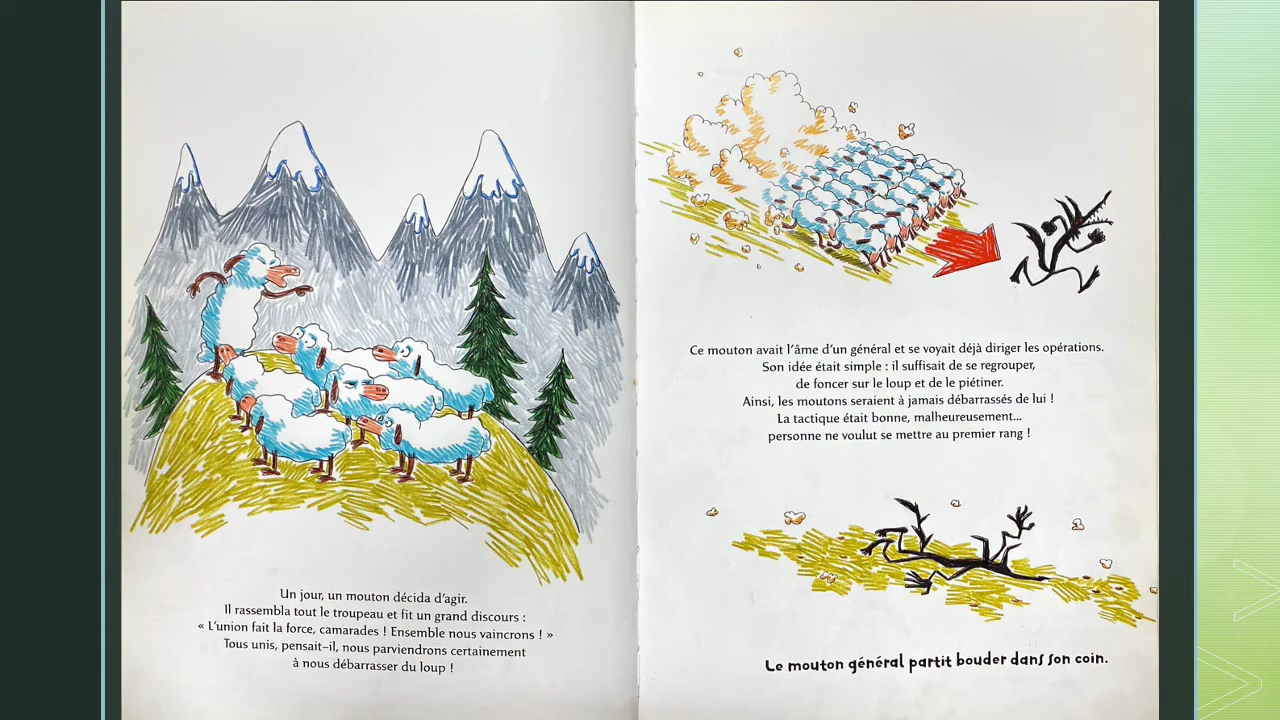 Un jour, un mouton décida d'agir.
Il rassembla tout le troupeau et fit un grand discours :
« L'union fait la force, camarades ! Ensemble nous vaincrons ! »
Tous unis, pensait-il, nous parviendrons certainement
à nous débarrasser du loup !
Ce mouton avait l'âme d'un général et se voyait déjà diriger les opérations.
Son idée était simple : il suffisait de se regrouper,
de foncer sur le loup et de le piétiner.
Ainsi, les moutons seraient à jamais débarrassés de lui !
La tactique était bonne, malheureusement...
personne ne voulut se mettre au premier rang !
Le mouton général partit bouder dans son coin.